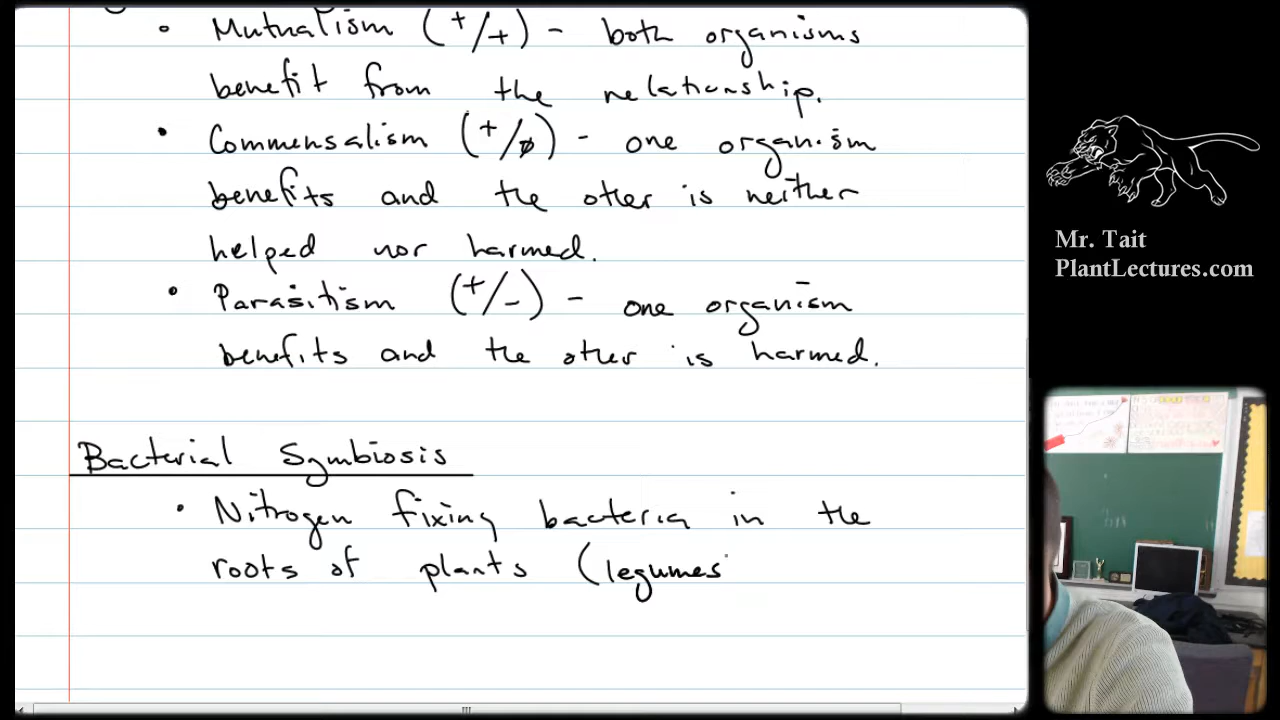 • Mutualism (+/+) - both organisms
benefit from the relationship.
• Commensalism (+/ø) - one organism
benefits and the other is neither
helped nor harmed.
• Parasitism (+/-) - one organism
benefits and the other is harmed.
Bacterial Symbiosis
• Nitrogen fixing bacteria in the
roots of plants (legumes
Mr. Tait
PlantLectures.com